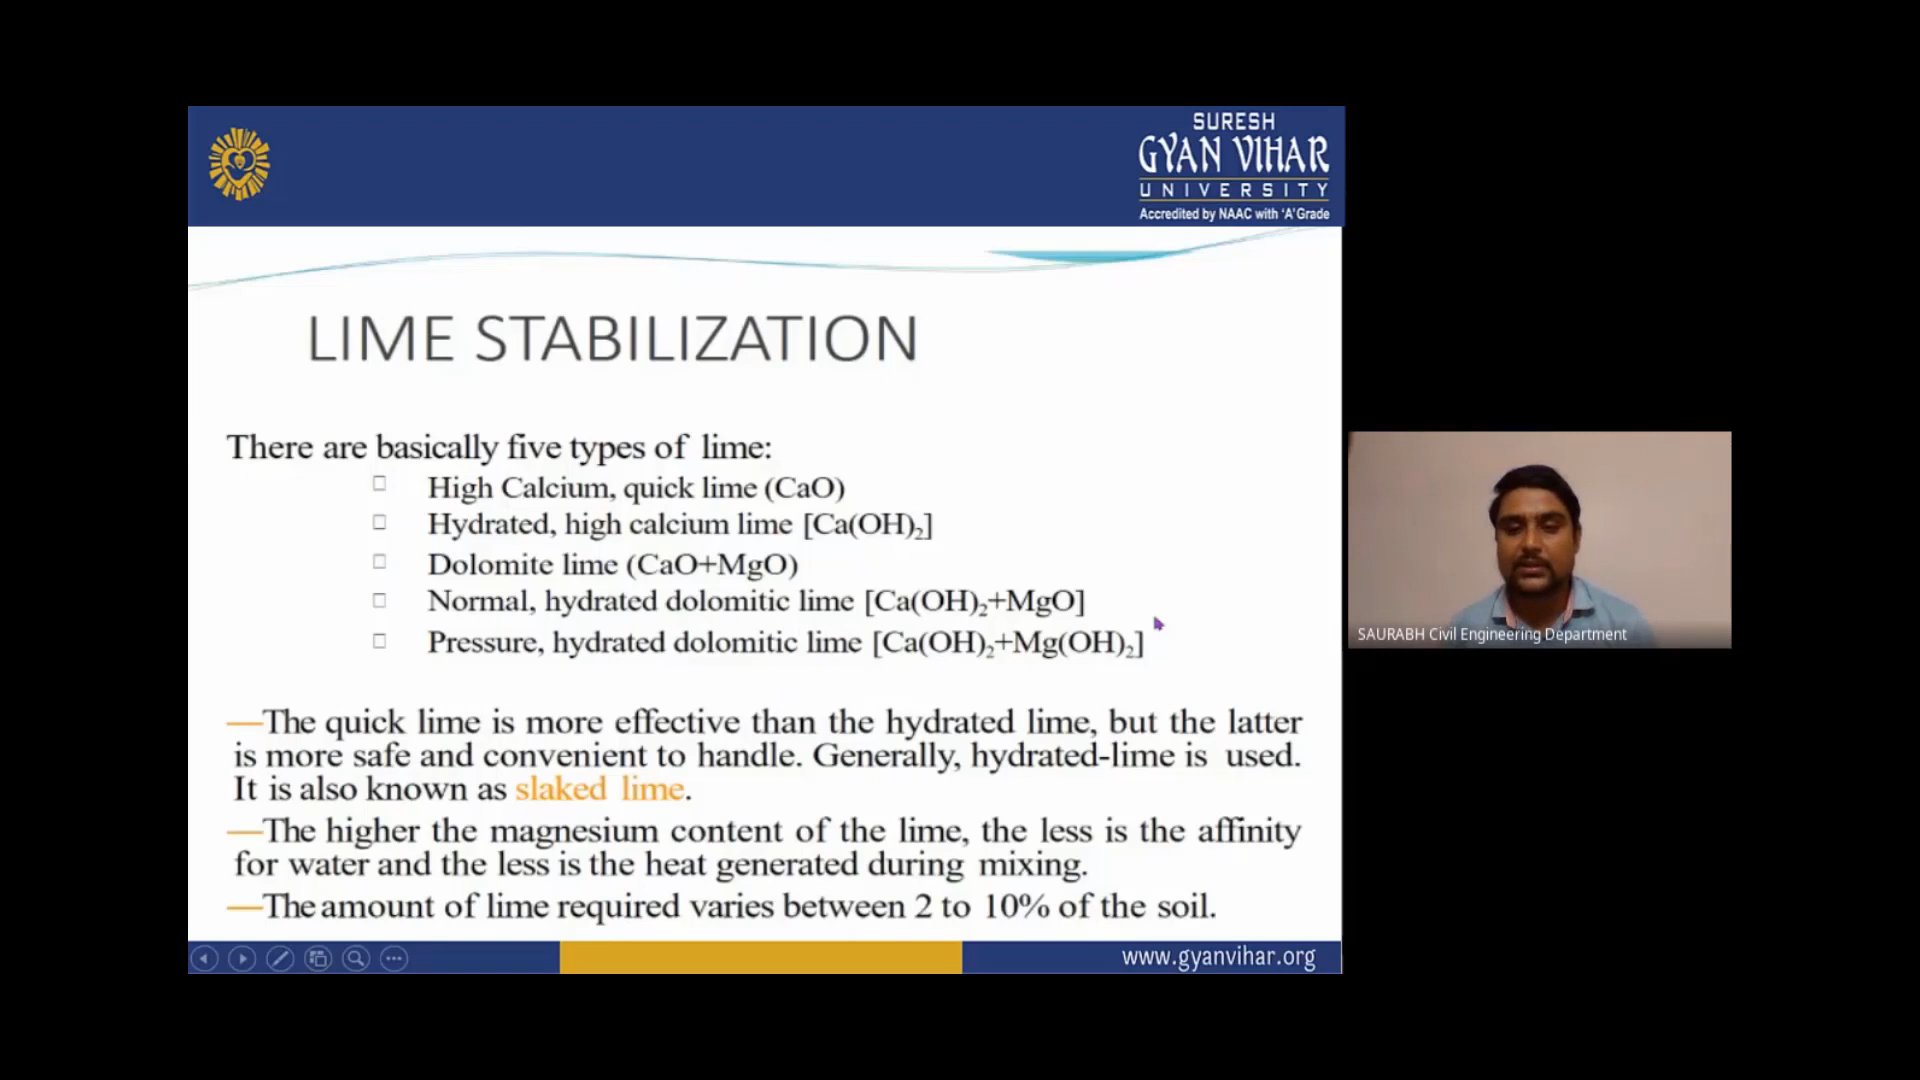 SURESH
GYAN VIHAR
UNIVERSITY
Accredited by NAAC with 'A'Grade
LIME STABILIZATION
There are basically five types of lime:
High Calcium, quick lime (CaO)
Hydrated, high calcium lime [Ca(OH)₂]
Dolomite lime (CaO+MgO)
Normal, hydrated dolomitic lime [Ca(OH)₂+MgO]
Pressure, hydrated dolomitic lime [Ca(OH)₂+Mg(OH)₂]
—The quick lime is more effective than the hydrated lime, but the latter
is more safe and convenient to handle. Generally, hydrated-lime is used.
It is also known as slaked lime.
—The higher the magnesium content of the lime, the less is the affinity
for water and the less is the heat generated during mixing.
—The amount of lime required varies between 2 to 10% of the soil.
www.gyanvihar.org
SAURABH Civil Engineering Department